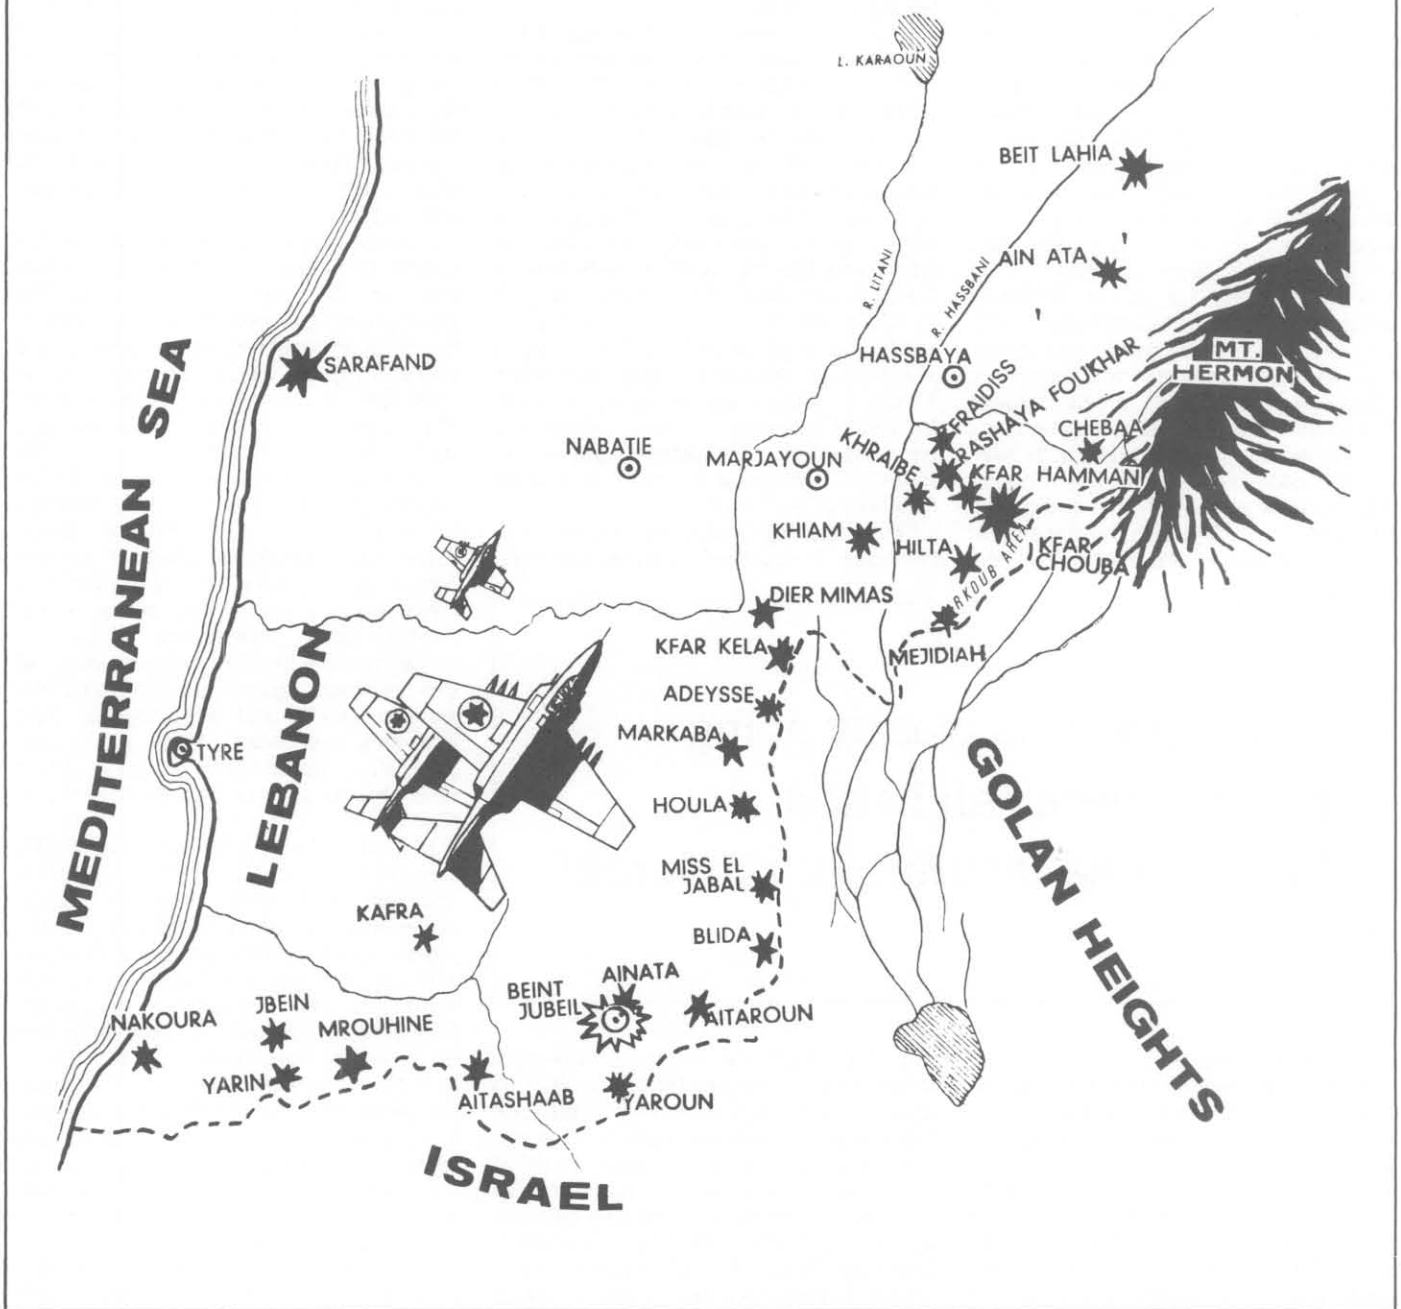 L. KARAOUN
BEIT LAHIA
AIN ATA
R. LITANI
R. HASSBANI
MT.
HERMON
HASSBAYA
SARAFAND
MEDITERRANEAN SEA
FRAIDISS
RASHAYA FOUKHAR
CHEBAA
NABATIE
MARJAYOUN
KHRAIBE
KFAR HAMMAN
KHIAM
HILTA
KFAR
CHOUBA
ARKOUB AREA
DIER MIMAS
KFAR KELA
MEJIDIAH
LEBANON
ADEYSSE
MARKABA
TYRE
HOULA
GOLAN HEIGHTS
MISS EL
JABAL
KAFRA
BLIDA
AINATA
BEINT
JUBEIL
AITAROUN
JBEIN
NAKOURA
MROUHINE
YARIN
AITASHAAB
YAROUN
ISRAEL